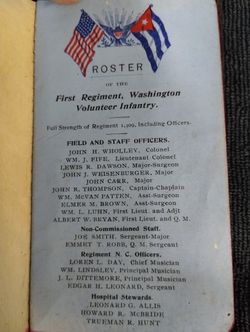 ROSTER
OF THE
First Regiment, Washington
Volunteer Infantry.
Full Strength of Regiment 1,309, Including Officers.
FIELD AND STAFF OFFICERS.
JOHN H. WHOLLEY, Colonel
WM. J. FIFE, Lieutenant Colonel
LEWIS R. DAWSON, Major-Surgeon
JOHN J. WEISENBURGER, Major
JOHN CARR, Major
JOHN R. THOMPSON, Captain-Chaplain
WM. McVAN PATTEN, Asst-Surgeon
ELMER M. BROWN, Asst-Surgeon
WM. L. LUHN, First Lieut. and Adjt
ALBERT W. BRYAN, First Lieut. and Q. M.
Non-Commissioned Staff.
JOE SMITH, Sergeant-Major
EMMET T. ROBB, Q. M. Sergeant
Regiment N. C. Officers.
LOREN L. DAY, Chief Musician
WM. LINDSLEY, Principal Musician
J. L. DITTEMORE, Principal Musician
EDGAR H. LEONARD, Sergeant
Hospital Stewards.
LEONARD G. ALLIS
HOWARD R. McBRIDE
TRUEMAN R. HUNT